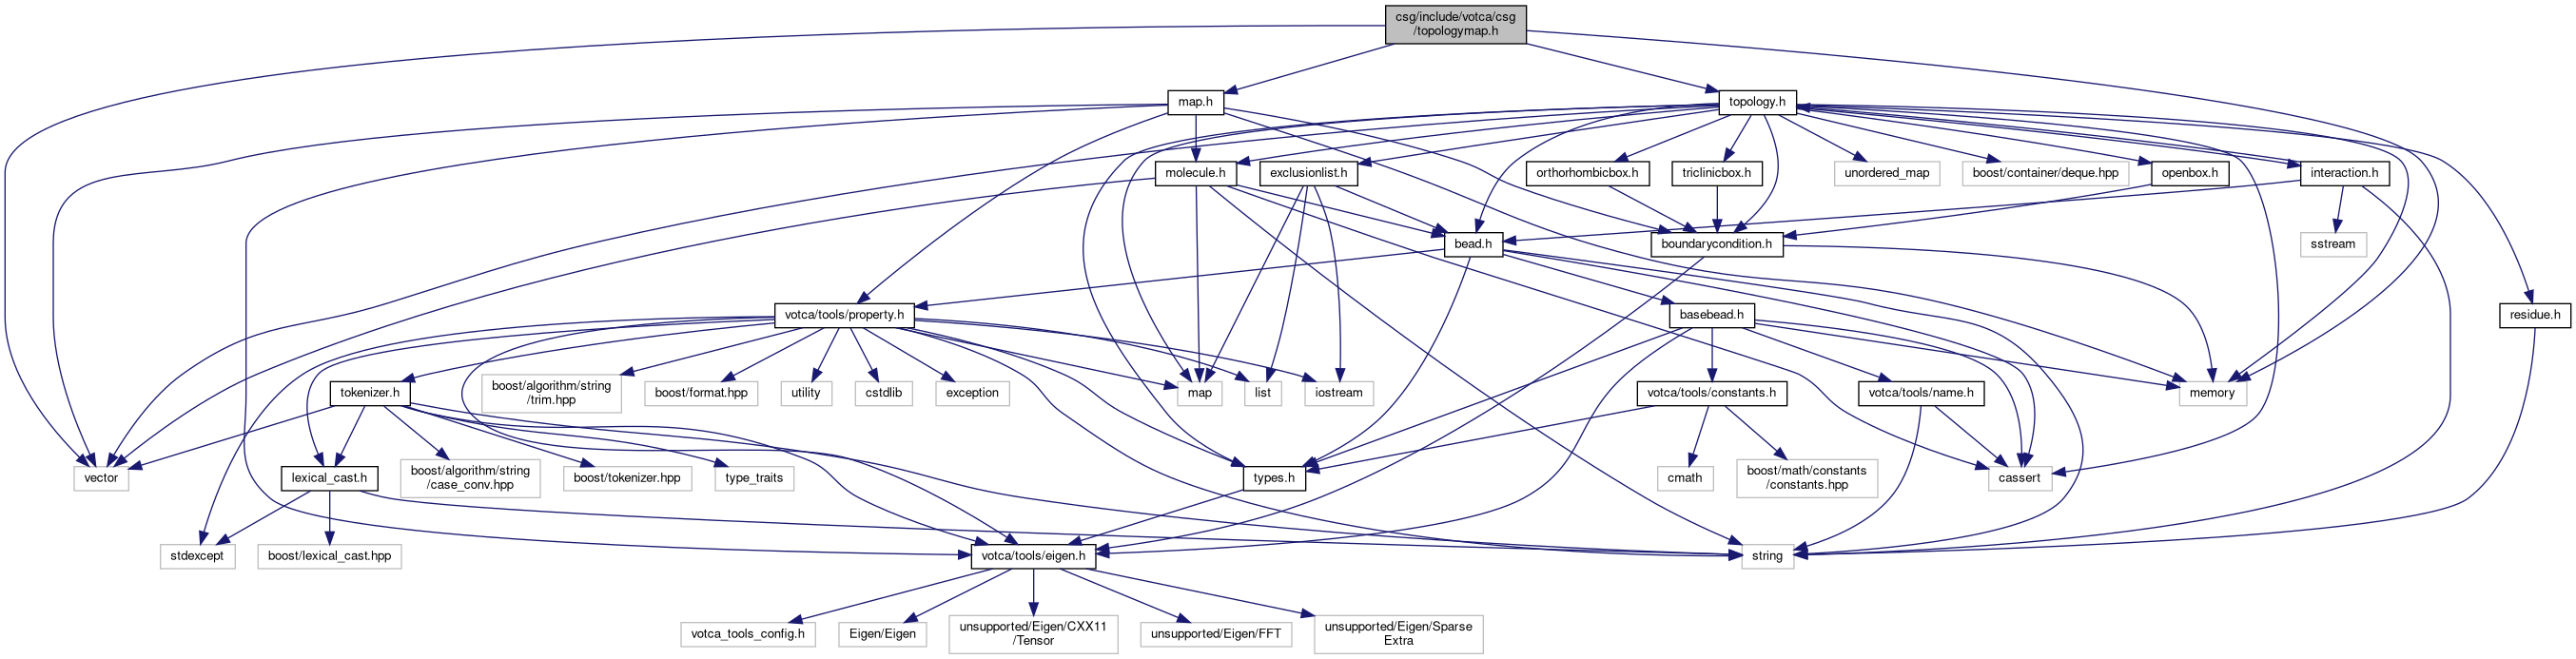 csg/include/votca/csg
/topologymap.h
map.h
topology.h
molecule.h
exclusionlist.h
orthorhombicbox.h
triclinicbox.h
unordered_map
boost/container/deque.hpp
openbox.h
interaction.h
bead.h
boundarycondition.h
sstream
votca/tools/property.h
basebead.h
residue.h
tokenizer.h
boost/algorithm/string
/trim.hpp
boost/format.hpp
utility
cstdlib
exception
map
list
iostream
votca/tools/constants.h
votca/tools/name.h
memory
vector
lexical_cast.h
boost/algorithm/string
/case_conv.hpp
boost/tokenizer.hpp
type_traits
types.h
cmath
boost/math/constants
/constants.hpp
cassert
stdexcept
boost/lexical_cast.hpp
votca/tools/eigen.h
string
votca_tools_config.h
Eigen/Eigen
unsupported/Eigen/CXX11
/Tensor
unsupported/Eigen/FFT
unsupported/Eigen/Sparse
Extra